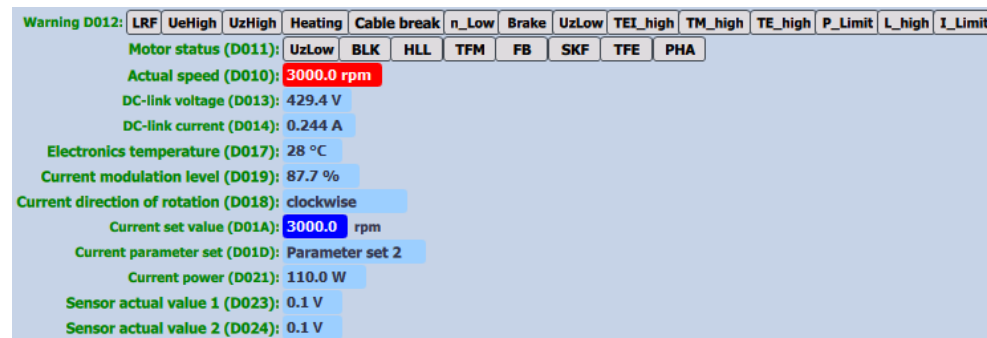 Warning D012: LRF UeHigh UzHigh Heating Cable break n_Low Brake UzLow TEI_high TM_high TE_high P_Limit L_high I_Limit
Motor status (D011): UzLow BLK HLL TFM FB SKF TFE PHA
Actual speed (D010): 3000.0 rpm
DC-link voltage (D013): 429.4 V
DC-link current (D014): 0.244 A
Electronics temperature (D017): 28 °C
Current modulation level (D019): 87.7 %
Current direction of rotation (D018): clockwise
Current set value (D01A): 3000.0 rpm
Current parameter set (D01D): Parameter set 2
Current power (D021): 110.0 W
Sensor actual value 1 (D023): 0.1 V
Sensor actual value 2 (D024): 0.1 V